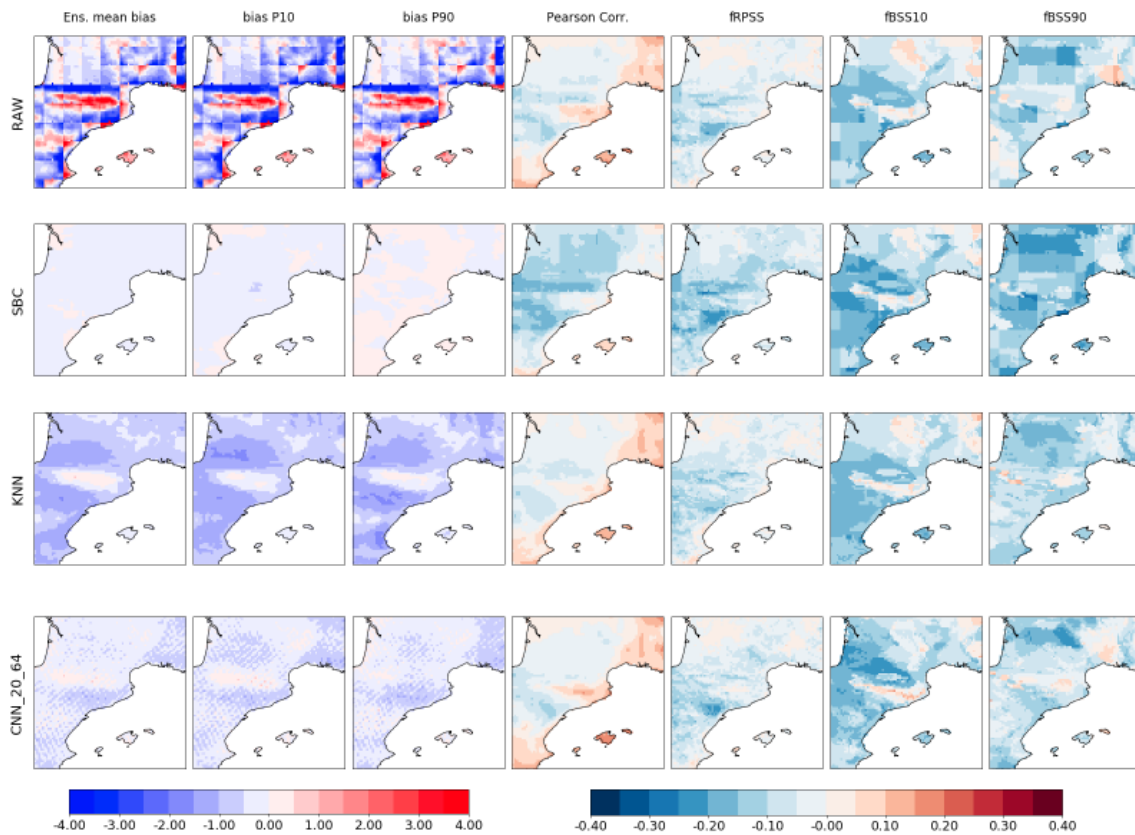 Ens. mean bias bias P10 bias P90 Pearson Corr. fRPSS fBSS10 fBSS90
RAW
SBC
KNN
CNN_20_64
-4.00 -3.00 -2.00 -1.00 0.00 1.00 2.00 3.00 4.00
-0.40 -0.30 -0.20 -0.10 -0.00 0.10 0.20 0.30 0.40